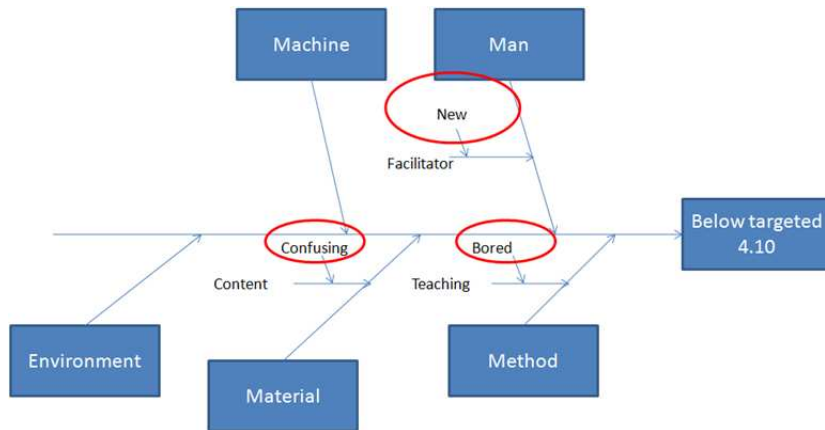 Machine
Man
New
Facilitator
Below targeted
4.10
Confusing
Bored
Content
Teaching
Environment
Material
Method